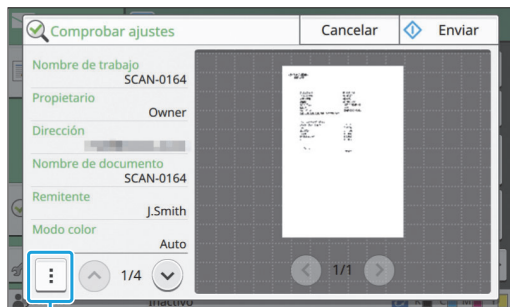 Comprobar ajustes
Cancelar
Enviar
Nombre de trabajo
SCAN-0164
Propietario
Owner
Dirección
Nombre de documento
SCAN-0164
Remitente
J.Smith
Modo color
Auto
1/4
1/1
Inactivo